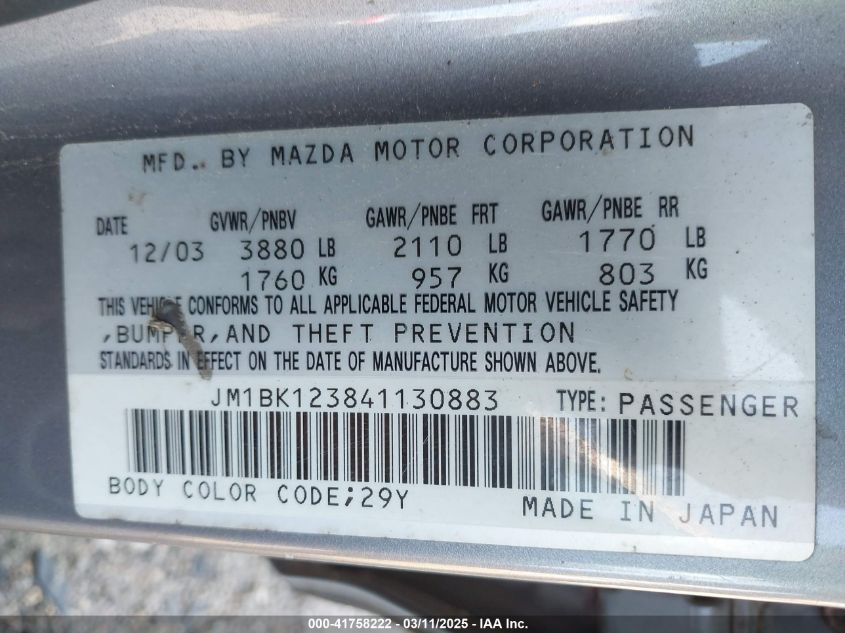 MFD. BY MAZDA MOTOR CORPORATION
DATE GVWR/PNBV GAWR/PNBE FRT GAWR/PNBE RR
12/03 3880 LB 2110 LB 1770 LB
1760 KG 957 KG 803 KG
THIS VEHICLE CONFORMS TO ALL APPLICABLE FEDERAL MOTOR VEHICLE SAFETY
,BUMPER,AND THEFT PREVENTION
STANDARDS IN EFFECT ON THE DATE OF MANUFACTURE SHOWN ABOVE.
JM1BK123841130883 TYPE: PASSENGER
BODY COLOR CODE;29Y MADE IN JAPAN
000-41758222 - 03/11/2025 - IAA Inc.